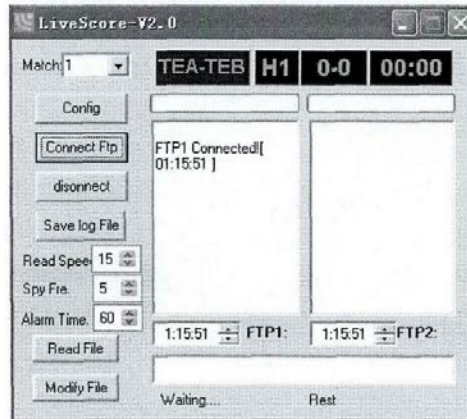 LiveScore-V2.0
Match: 1
TEA-TEB H1 0-0 00:00
Config
Connect Ftp
disonnect
Save log File
Read Spee 15
Spy Fre. 5
Alarm Time. 60
Read File
Modify File
FTP1 Connected![
01:15:51 ]
1:15:51 FTP1:
1:15:51 FTP2:
Waiting....
Rest